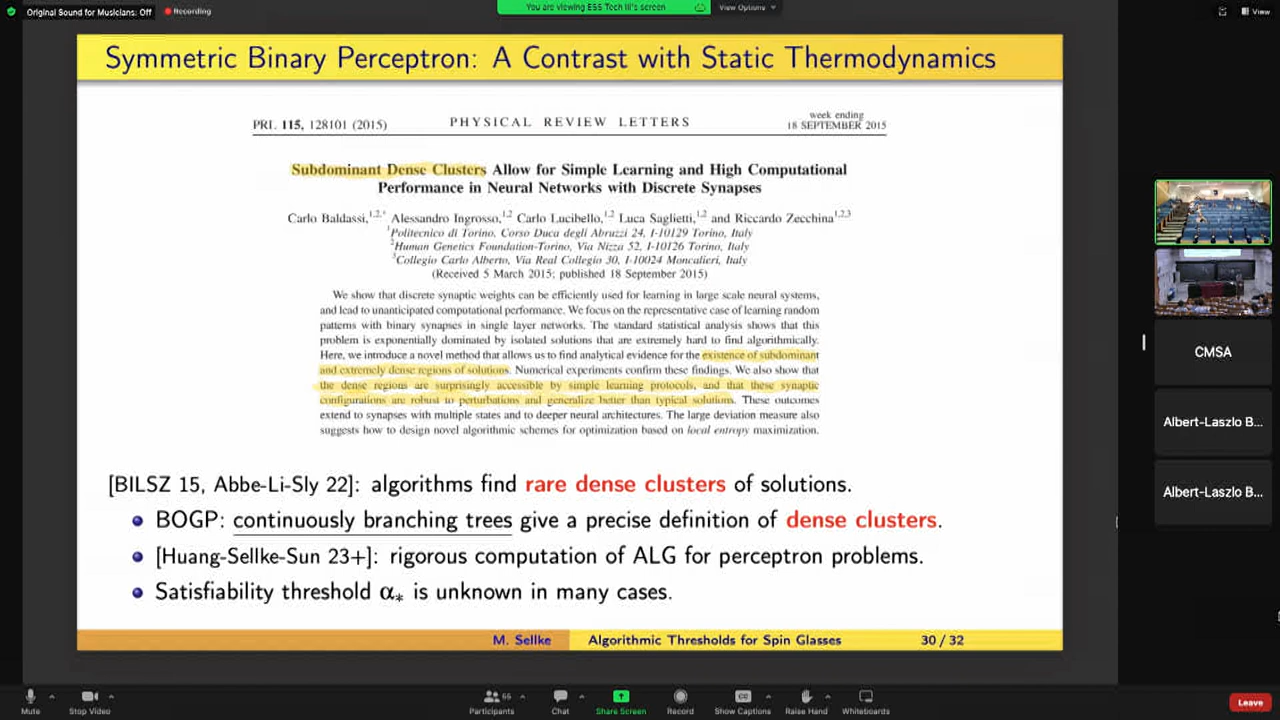 Original Sound for Musicians: Off
Recording
You are viewing ESS Tech III's screen
View Options
View
Symmetric Binary Perceptron: A Contrast with Static Thermodynamics
PRL 115, 128101 (2015)
PHYSICAL REVIEW LETTERS
week ending
18 SEPTEMBER 2015
Subdominant Dense Clusters Allow for Simple Learning and High Computational
Performance in Neural Networks with Discrete Synapses
Carlo Baldassi,1,2,* Alessandro Ingrosso,1,2 Carlo Lucibello,1,2 Luca Saglietti,1,2 and Riccardo Zecchina1,2,3
1Politecnico di Torino, Corso Duca degli Abruzzi 24, I-10129 Torino, Italy
2Human Genetics Foundation-Torino, Via Nizza 52, I-10126 Torino, Italy
3Collegio Carlo Alberto, Via Real Collegio 30, I-10024 Moncalieri, Italy
(Received 5 March 2015; published 18 September 2015)
We show that discrete synaptic weights can be efficiently used for learning in large scale neural systems,
and lead to unanticipated computational performance. We focus on the representative case of learning random
patterns with binary synapses in single layer networks. The standard statistical analysis shows that this
problem is exponentially dominated by isolated solutions that are extremely hard to find algorithmically.
Here, we introduce a novel method that allows us to find analytical evidence for the existence of subdominant
and extremely dense regions of solutions. Numerical experiments confirm these findings. We also show that
the dense regions are surprisingly accessible by simple learning protocols, and that these synaptic
configurations are robust to perturbations and generalize better than typical solutions. These outcomes
extend to synapses with multiple states and to deeper neural architectures. The large deviation measure also
suggests how to design novel algorithmic schemes for optimization based on local entropy maximization.
[BILSZ 15, Abbe-Li-Sly 22]: algorithms find rare dense clusters of solutions.
BOGP: continuously branching trees give a precise definition of dense clusters.
[Huang-Sellke-Sun 23+]: rigorous computation of ALG for perceptron problems.
Satisfiability threshold α* is unknown in many cases.
M. Sellke
Algorithmic Thresholds for Spin Glasses
30 / 32
CMSA
Albert-Laszlo B...
Albert-Laszlo B...
Mute
Stop Video
Participants
Chat
Share Screen
Record
Show Captions
Raise Hand
Whiteboards
Leave